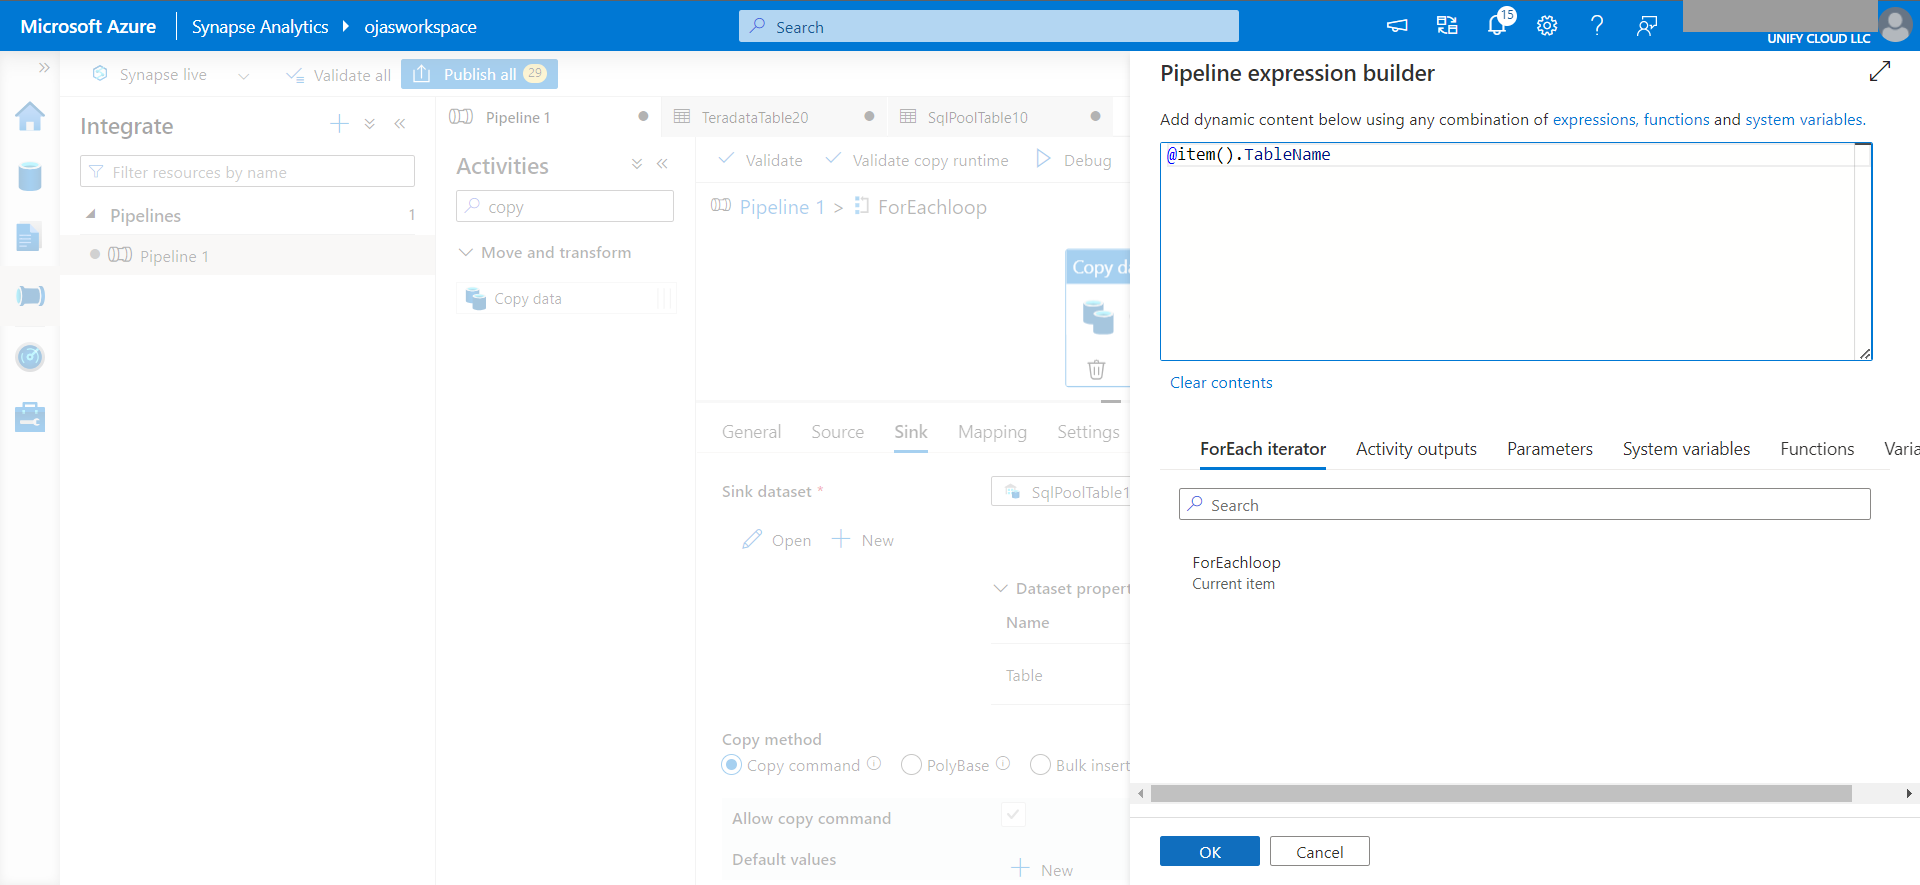 Microsoft Azure
Synapse Analytics
ojasworkspace
Search
15
UNIFY CLOUD LLC
Synapse live
Validate all
Publish all
29
Integrate
Filter resources by name
Pipelines
1
Pipeline 1
Pipeline 1
TeradataTable20
SqlPoolTable10
Activities
copy
Move and transform
Copy data
Validate
Validate copy runtime
Debug
Pipeline 1 > ForEachloop
Copy da
General
Source
Sink
Mapping
Settings
Sink dataset *
SqlPoolTable1
Open
New
Dataset propert
Name
Table
Copy method
Copy command
PolyBase
Bulk insert
Allow copy command
Default values
New
Pipeline expression builder
Add dynamic content below using any combination of expressions, functions and system variables.
@item().TableName
Clear contents
ForEach iterator
Activity outputs
Parameters
System variables
Functions
Varia
Search
ForEachloop
Current item
OK
Cancel